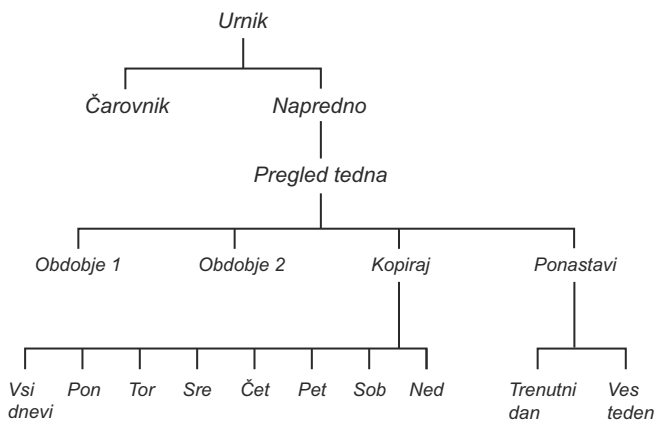 Urnik
Čarovnik
Napredno
Pregled tedna
Obdobje 1
Obdobje 2
Kopiraj
Ponastavi
Vsi
dnevi
Pon
Tor
Sre
Čet
Pet
Sob
Ned
Trenutni
dan
Ves
teden